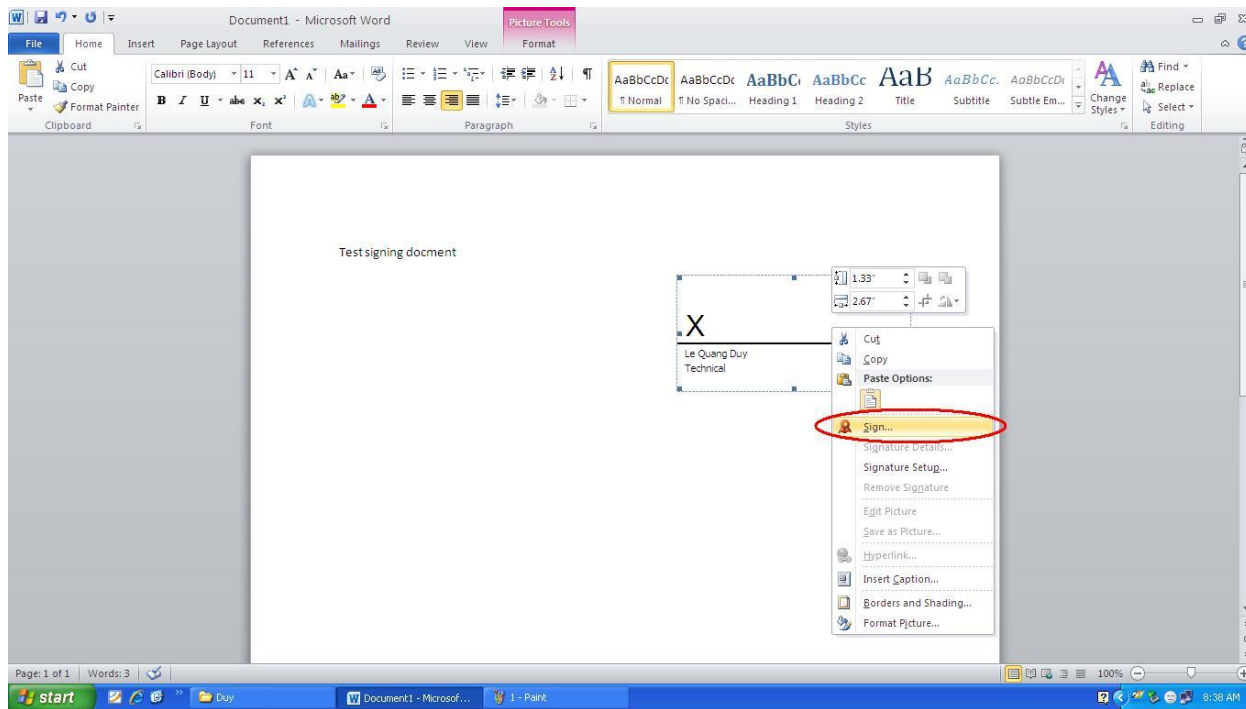 Document1 - Microsoft Word
Picture Tools
File Home Insert Page Layout References Mailings Review View Format
Paste
Cut
Copy
Format Painter
Clipboard
Calibri (Body) 11 A A Aa
B I U abc X₂ X² A ab A
Font
Paragraph
AaBbCcDc AaBbCcDc AaBbC AaBbCc AaB AaBbCc. AaBbCcDc
¶ Normal ¶ No Spaci... Heading 1 Heading 2 Title Subtitle Subtle Em...
Change Styles
Styles
Find
Replace
Select
Editing
Test signing docment
X
Le Quang Duy
Technical
1.33"
2.67"
Cut
Copy
Paste Options:
Sign...
Signature Details...
Signature Setup...
Remove Signature
Edit Picture
Save as Picture...
Hyperlink...
Insert Caption...
Borders and Shading...
Format Picture...
Page: 1 of 1 Words: 3 100%
start Duy Document1 - Microsof... 1 - Paint 8:38 AM